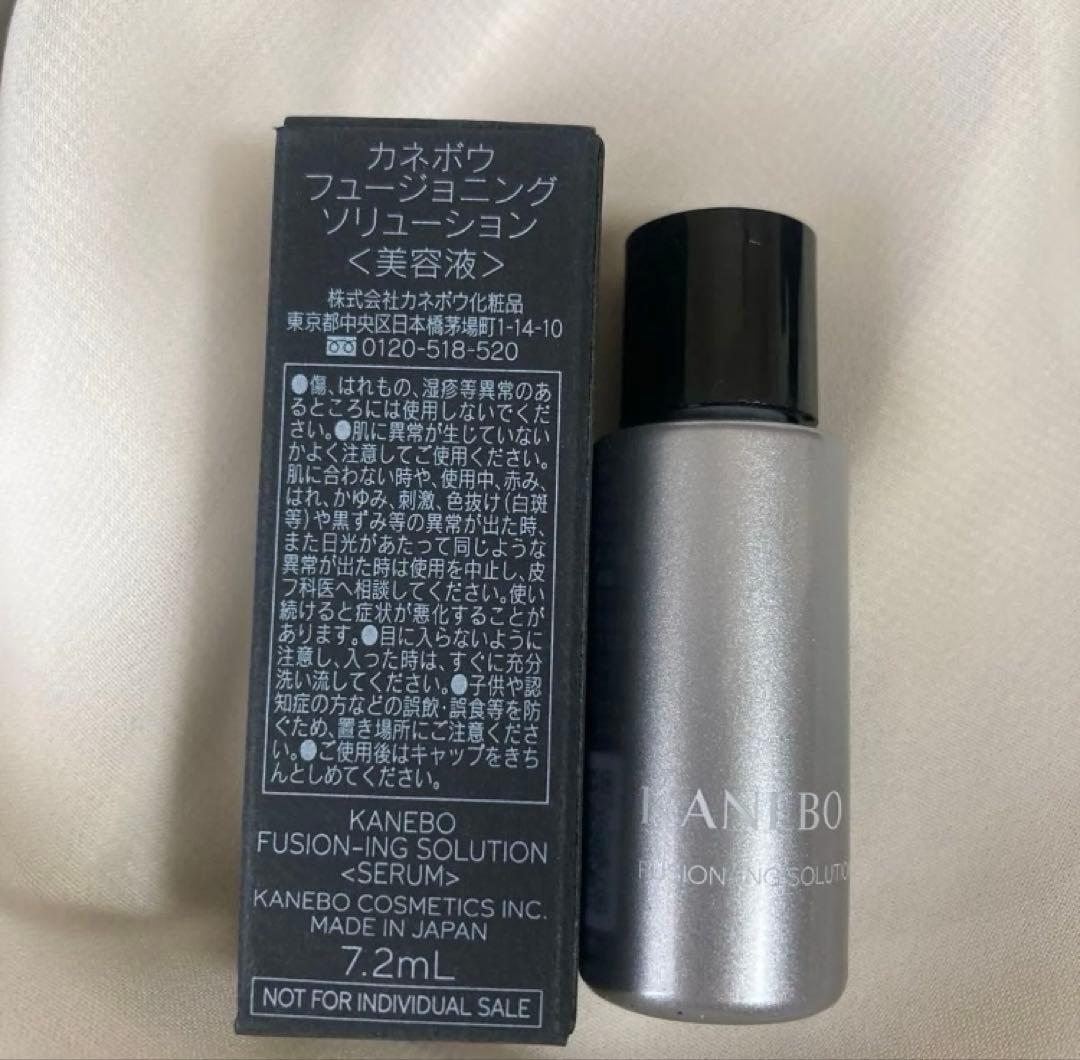 カネボウ
フュージョニング
ソリューション
＜美容液＞
株式会社カネボウ化粧品
東京都中央区日本橋茅場町1-14-10
0120-518-520
●傷、はれもの、湿疹等異常のあ
るところには使用しないでくだ
さい。●肌に異常が生じていない
かよく注意してご使用ください。
肌に合わない時や、使用中、赤み、
はれ、かゆみ、刺激、色抜け(白斑
等)や黒ずみ等の異常が出た時、
また日光があたって同じような
異常が出た時は使用を中止し、皮
フ科医へ相談してください。使い
続けると症状が悪化することが
あります。●目に入らないように
注意し、入った時は、すぐに充分
洗い流してください。●子供や認
知症の方などの誤飲・誤食等を防
ぐため、置き場所にご注意くださ
い。●ご使用後はキャップをきち
んとしめてください。
KANEBO
FUSION-ING SOLUTION
<SERUM>
KANEBO COSMETICS INC.
MADE IN JAPAN
7.2mL
NOT FOR INDIVIDUAL SALE
KANEBO
FUSION-ING SOLUTIO